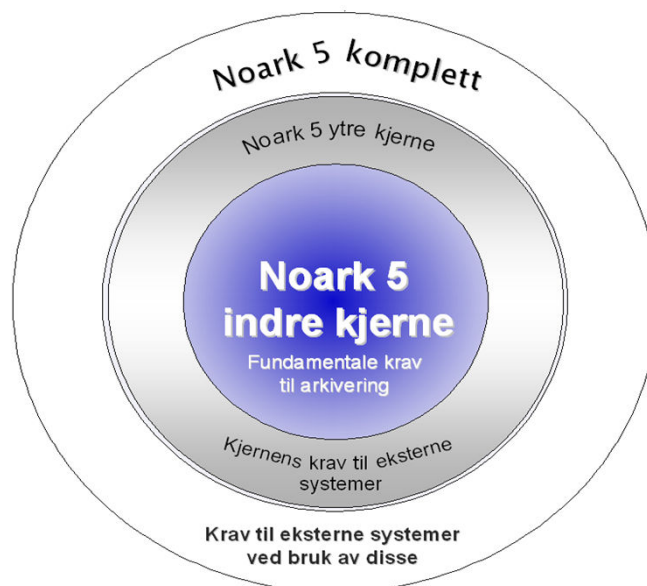 Noark 5 komplett
Noark 5 ytre kjerne
Noark 5
indre kjerne
Fundamentale krav
til arkivering
Kjernens krav til eksterne
systemer
Krav til eksterne systemer
ved bruk av disse